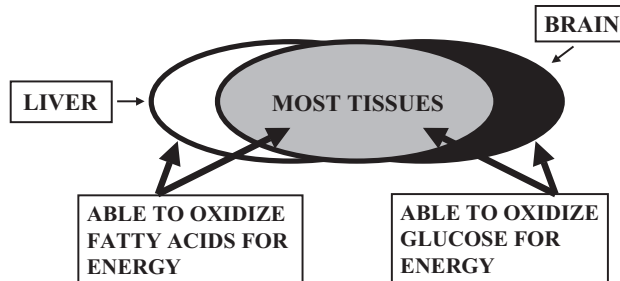 BRAIN
LIVER
MOST TISSUES
ABLE TO OXIDIZE
FATTY ACIDS FOR
ENERGY
ABLE TO OXIDIZE
GLUCOSE FOR
ENERGY